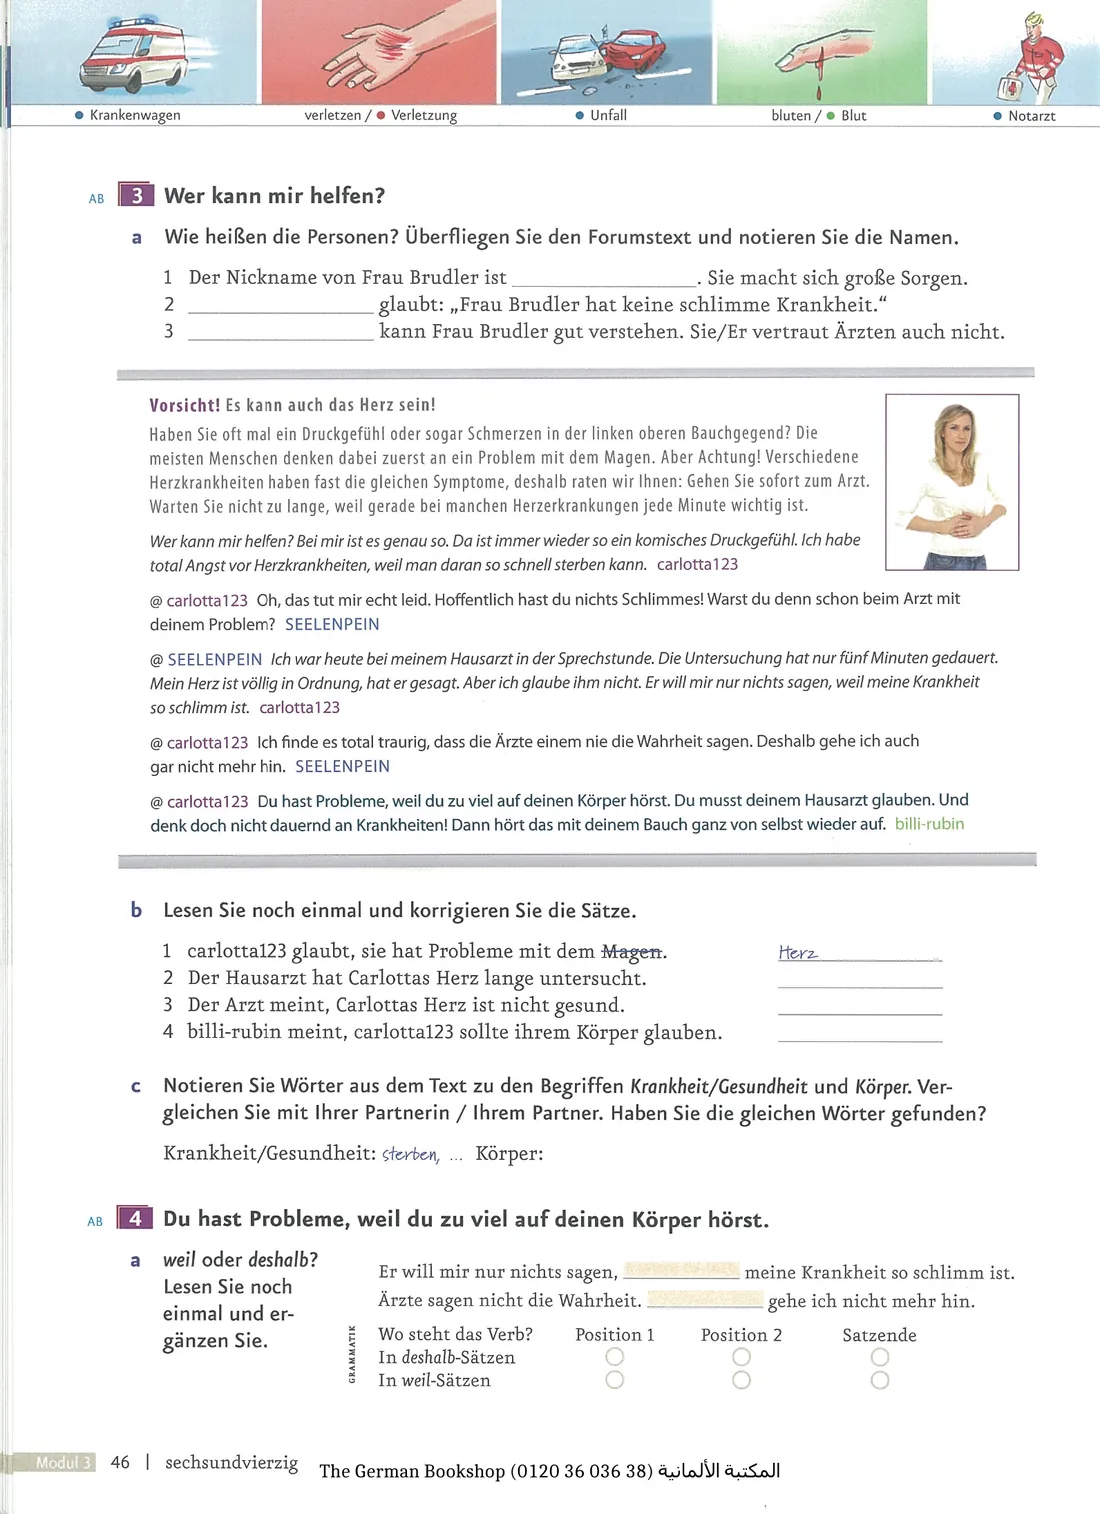 • Krankenwagen
verletzen / • Verletzung
• Unfall
bluten / • Blut
• Notarzt
AB 3 Wer kann mir helfen?
a Wie heißen die Personen? Überfliegen Sie den Forumstext und notieren Sie die Namen.
1 Der Nickname von Frau Brudler ist ____________. Sie macht sich große Sorgen.
2 ____________ glaubt: „Frau Brudler hat keine schlimme Krankheit.“
3 ____________ kann Frau Brudler gut verstehen. Sie/Er vertraut Ärzten auch nicht.
Vorsicht! Es kann auch das Herz sein!
Haben Sie oft mal ein Druckgefühl oder sogar Schmerzen in der linken oberen Bauchgegend? Die
meisten Menschen denken dabei zuerst an ein Problem mit dem Magen. Aber Achtung! Verschiedene
Herzkrankheiten haben fast die gleichen Symptome, deshalb raten wir Ihnen: Gehen Sie sofort zum Arzt.
Warten Sie nicht zu lange, weil gerade bei manchen Herzerkrankungen jede Minute wichtig ist.
Wer kann mir helfen? Bei mir ist es genau so. Da ist immer wieder so ein komisches Druckgefühl. Ich habe
total Angst vor Herzkrankheiten, weil man daran so schnell sterben kann. carlotta123
@ carlotta123 Oh, das tut mir echt leid. Hoffentlich hast du nichts Schlimmes! Warst du denn schon beim Arzt mit
deinem Problem? SEELENPEIN
@ SEELENPEIN Ich war heute bei meinem Hausarzt in der Sprechstunde. Die Untersuchung hat nur fünf Minuten gedauert.
Mein Herz ist völlig in Ordnung, hat er gesagt. Aber ich glaube ihm nicht. Er will mir nur nichts sagen, weil meine Krankheit
so schlimm ist. carlotta123
@ carlotta123 Ich finde es total traurig, dass die Ärzte einem nie die Wahrheit sagen. Deshalb gehe ich auch
gar nicht mehr hin. SEELENPEIN
@ carlotta123 Du hast Probleme, weil du zu viel auf deinen Körper hörst. Du musst deinem Hausarzt glauben. Und
denk doch nicht dauernd an Krankheiten! Dann hört das mit deinem Bauch ganz von selbst wieder auf. billi-rubin
b Lesen Sie noch einmal und korrigieren Sie die Sätze.
1 carlotta123 glaubt, sie hat Probleme mit dem Magen. Herz
2 Der Hausarzt hat Carlottas Herz lange untersucht.
3 Der Arzt meint, Carlottas Herz ist nicht gesund.
4 billi-rubin meint, carlotta123 sollte ihrem Körper glauben.
c Notieren Sie Wörter aus dem Text zu den Begriffen Krankheit/Gesundheit und Körper. Ver-
gleichen Sie mit Ihrer Partnerin / Ihrem Partner. Haben Sie die gleichen Wörter gefunden?
Krankheit/Gesundheit: sterben, ... Körper:
AB 4 Du hast Probleme, weil du zu viel auf deinen Körper hörst.
a weil oder deshalb?
Lesen Sie noch
einmal und er-
gänzen Sie.
Er will mir nur nichts sagen, ________ meine Krankheit so schlimm ist.
Ärzte sagen nicht die Wahrheit. ________ gehe ich nicht mehr hin.
GRAMMATIK
Wo steht das Verb? Position 1 Position 2 Satzende
In deshalb-Sätzen
In weil-Sätzen
Modul 3 46 | sechsundvierzig
The German Bookshop (0120 36 036 38) المكتبة الألمانية